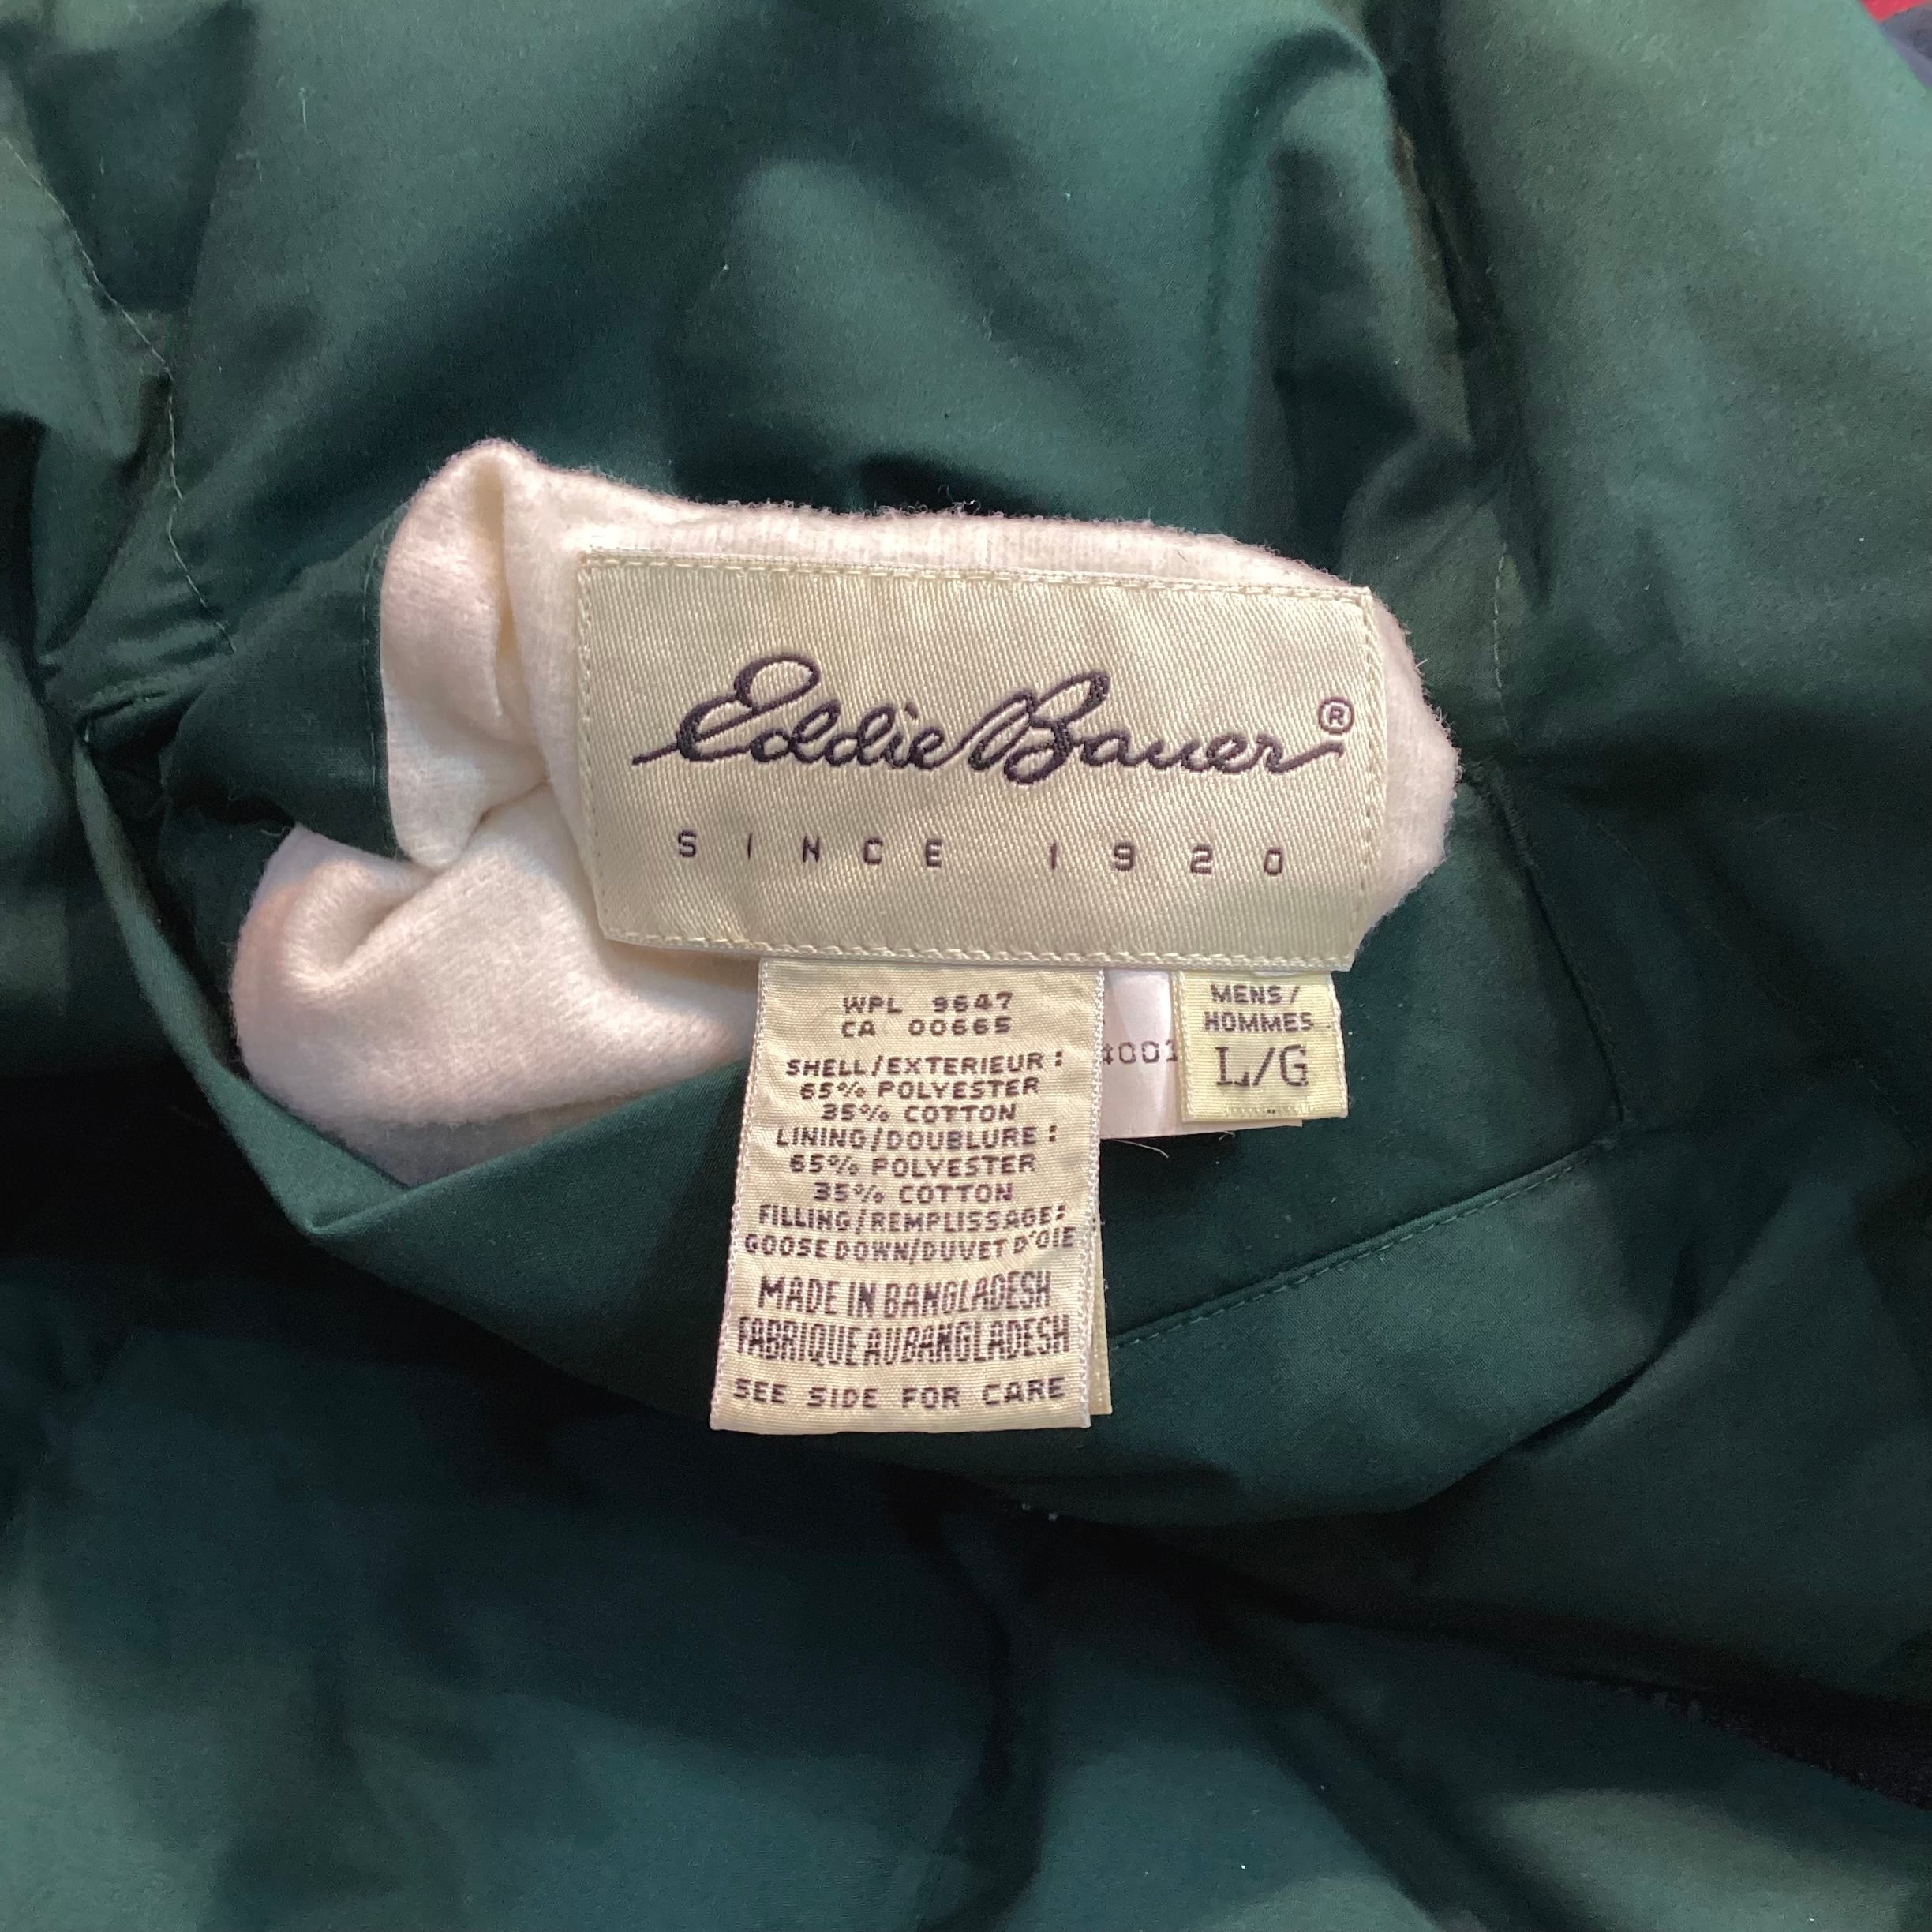 Eddie Bauer ®
SINCE 1920
WPL 9647
CA 00665
SHELL/EXTERIEUR:
65% POLYESTER
35% COTTON
LINING/DOUBLURE:
65% POLYESTER
35% COTTON
FILLING/REMPLISSAGE:
GOOSE DOWN/DUVET D'OIE
MADE IN BANGLADESH
FABRIQUE AU BANGLADESH
SEE SIDE FOR CARE
MENS/
HOMMES
L/G